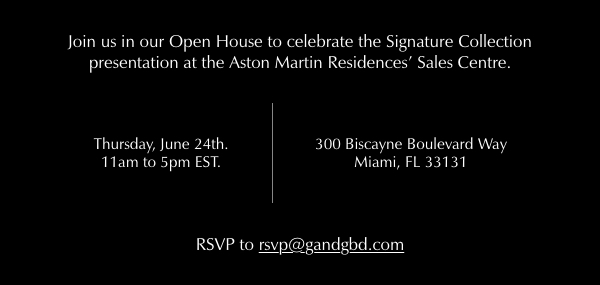 Join us in our Open House to celebrate the Signature Collection
presentation at the Aston Martin Residences’ Sales Centre.
Thursday, June 24th.
11am to 5pm EST.
300 Biscayne Boulevard Way
Miami, FL 33131
RSVP to rsvp@gandgbd.com